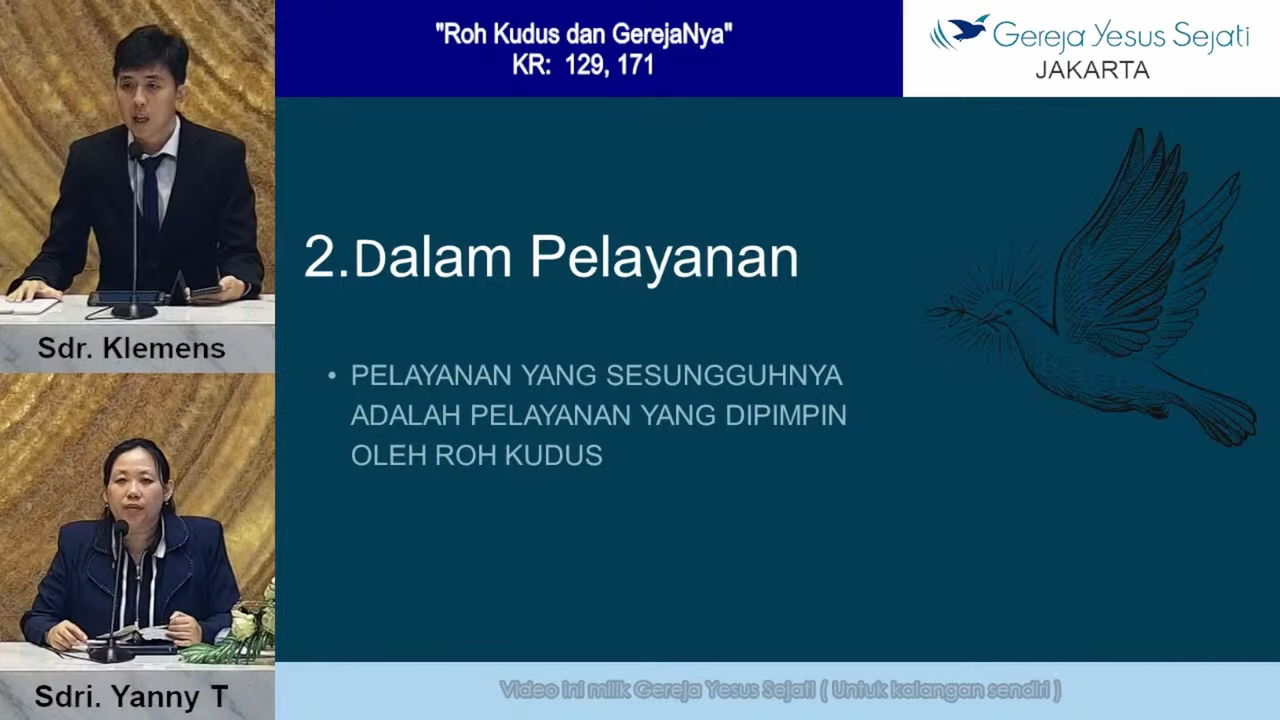 "Roh Kudus dan GerejaNya"
KR: 129, 171
Gereja Yesus Sejati
JAKARTA
2.Dalam Pelayanan
• PELAYANAN YANG SESUNGGUHNYA
ADALAH PELAYANAN YANG DIPIMPIN
OLEH ROH KUDUS
Sdr. Klemens
Sdri. Yanny T
Video ini milik Gereja Yesus Sejati ( Untuk kalangan sendiri )